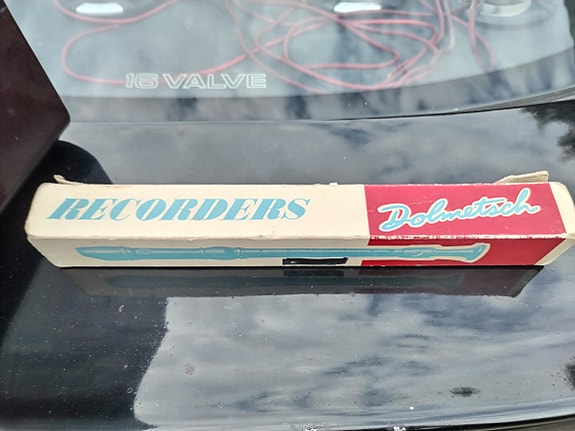 16 VALVE
RECORDERS
Dolmetsch